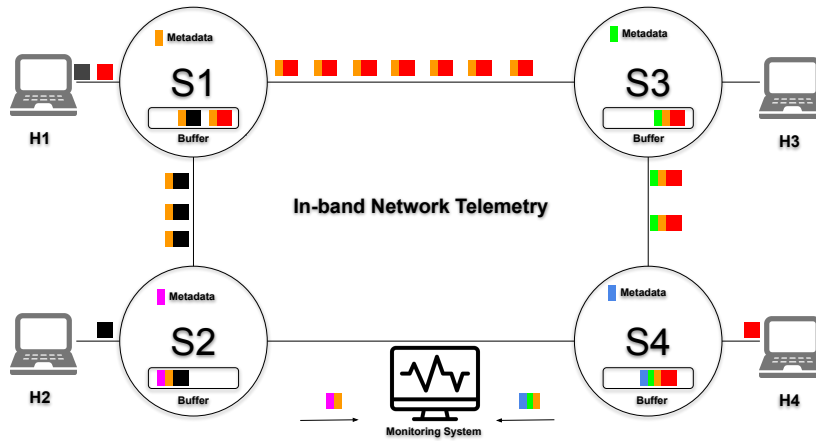 Metadata
S1
Buffer
H1
Metadata
S3
Buffer
H3
In-band Network Telemetry
Metadata
S2
Buffer
H2
Metadata
S4
Buffer
H4
Monitoring System